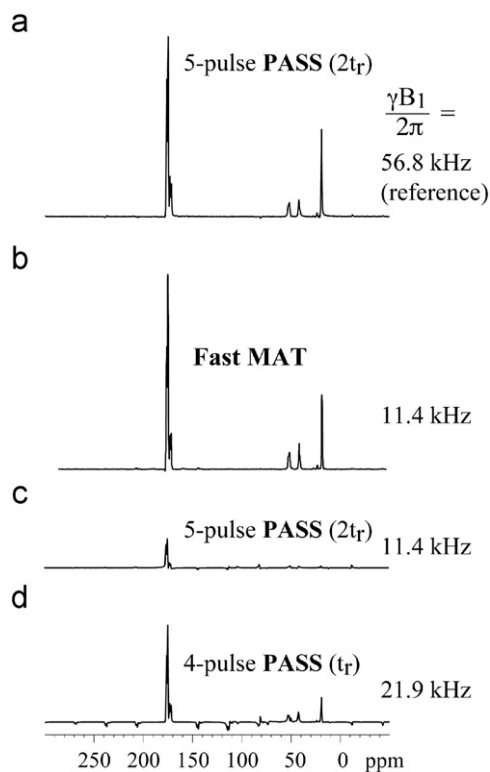 a
5-pulse PASS (2tr)
γB1
2π
=
56.8 kHz
(reference)
b
Fast MAT
11.4 kHz
c
5-pulse PASS (2tr)
11.4 kHz
d
4-pulse PASS (tr)
21.9 kHz
250 200 150 100 50 0 ppm